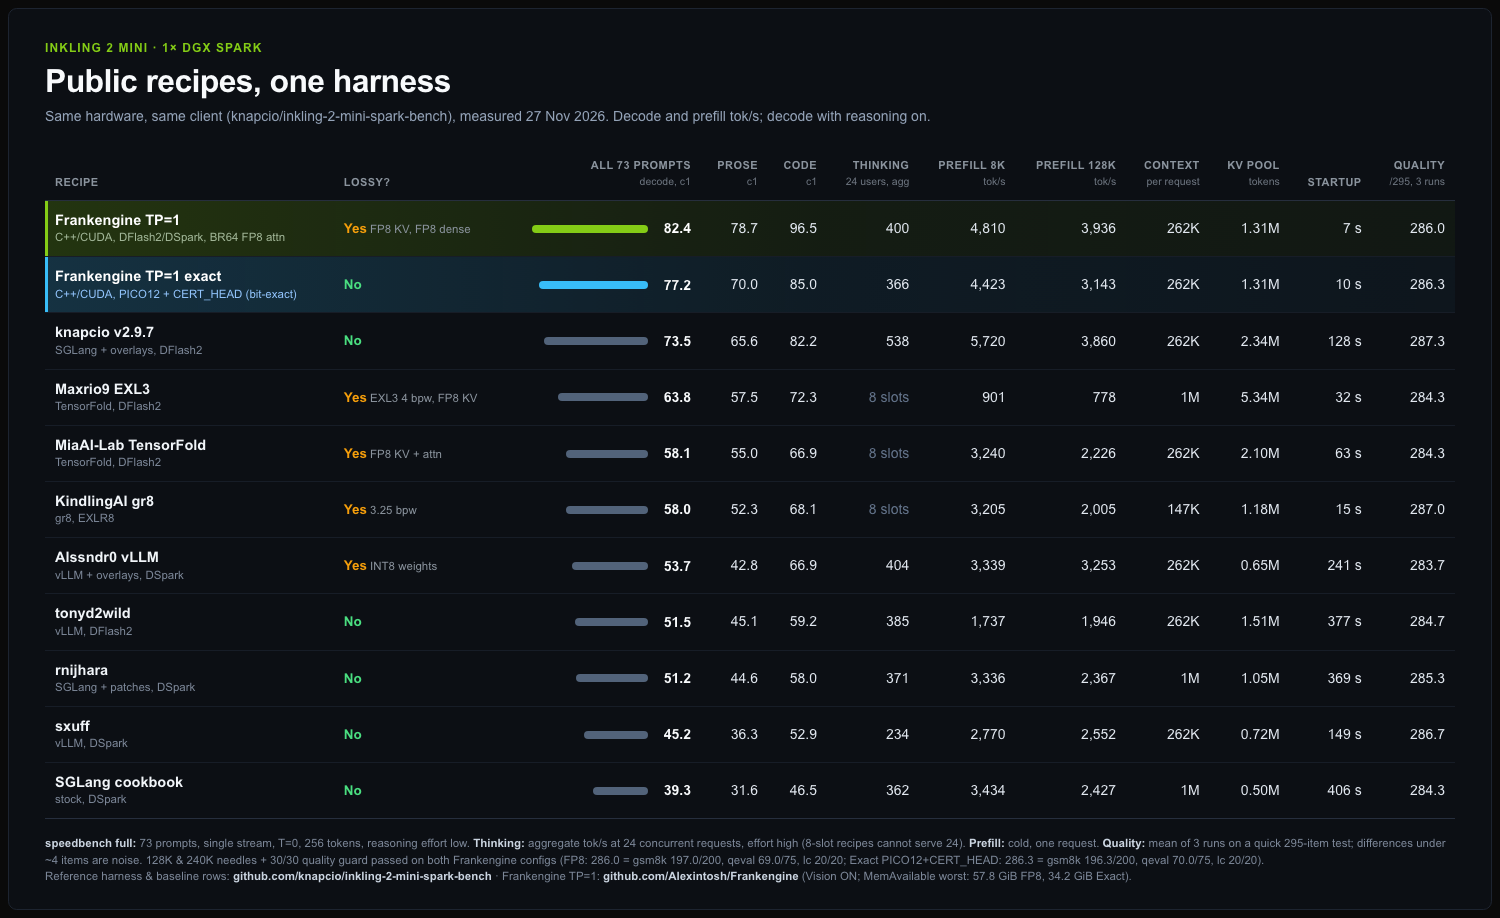 INKLING 2 MINI · 1× DGX SPARK
Public recipes, one harness
Same hardware, same client (knapcio/inkling-2-mini-spark-bench), measured 27 Nov 2026. Decode and prefill tok/s; decode with reasoning on.
ALL 73 PROMPTS PROSE CODE THINKING PREFILL 8K PREFILL 128K CONTEXT KV POOL QUALITY
RECIPE LOSSY? decode, c1 c1 c1 24 users, agg tok/s tok/s per request tokens STARTUP /295, 3 runs
Frankengine TP=1
Yes FP8 KV, FP8 dense 82.4 78.7 96.5 400 4,810 3,936 262K 1.31M 7 s 286.0
C++/CUDA, DFlash2/DSpark, BR64 FP8 attn
Frankengine TP=1 exact
No 77.2 70.0 85.0 366 4,423 3,143 262K 1.31M 10 s 286.3
C++/CUDA, PICO12 + CERT_HEAD (bit-exact)
knapcio v2.9.7
No 73.5 65.6 82.2 538 5,720 3,860 262K 2.34M 128 s 287.3
SGLang + overlays, DFlash2
Maxrio9 EXL3
Yes EXL3 4 bpw, FP8 KV 63.8 57.5 72.3 8 slots 901 778 1M 5.34M 32 s 284.3
TensorFold, DFlash2
MiaAI-Lab TensorFold
Yes FP8 KV + attn 58.1 55.0 66.9 8 slots 3,240 2,226 262K 2.10M 63 s 284.3
TensorFold, DFlash2
KindlingAI gr8
Yes 3.25 bpw 58.0 52.3 68.1 8 slots 3,205 2,005 147K 1.18M 15 s 287.0
gr8, EXLR8
Alssndr0 vLLM
Yes INT8 weights 53.7 42.8 66.9 404 3,339 3,253 262K 0.65M 241 s 283.7
vLLM + overlays, DSpark
tonyd2wild
No 51.5 45.1 59.2 385 1,737 1,946 262K 1.51M 377 s 284.7
vLLM, DFlash2
rnijhara
No 51.2 44.6 58.0 371 3,336 2,367 1M 1.05M 369 s 285.3
SGLang + patches, DSpark
sxuff
No 45.2 36.3 52.9 234 2,770 2,552 262K 0.72M 149 s 286.7
vLLM, DSpark
SGLang cookbook
No 39.3 31.6 46.5 362 3,434 2,427 1M 0.50M 406 s 284.3
stock, DSpark
speedbench full: 73 prompts, single stream, T=0, 256 tokens, reasoning effort low. Thinking: aggregate tok/s at 24 concurrent requests, effort high (8-slot recipes cannot serve 24). Prefill: cold, one request. Quality: mean of 3 runs on a quick 295-item test; differences under
~4 items are noise. 128K & 240K needles + 30/30 quality guard passed on both Frankengine configs (FP8: 286.0 = gsm8k 197.0/200, qeval 69.0/75, lc 20/20; Exact PICO12+CERT_HEAD: 286.3 = gsm8k 196.3/200, qeval 70.0/75, lc 20/20).
Reference harness & baseline rows: github.com/knapcio/inkling-2-mini-spark-bench · Frankengine TP=1: github.com/Alexintosh/Frankengine (Vision ON; MemAvailable worst: 57.8 GiB FP8, 34.2 GiB Exact).